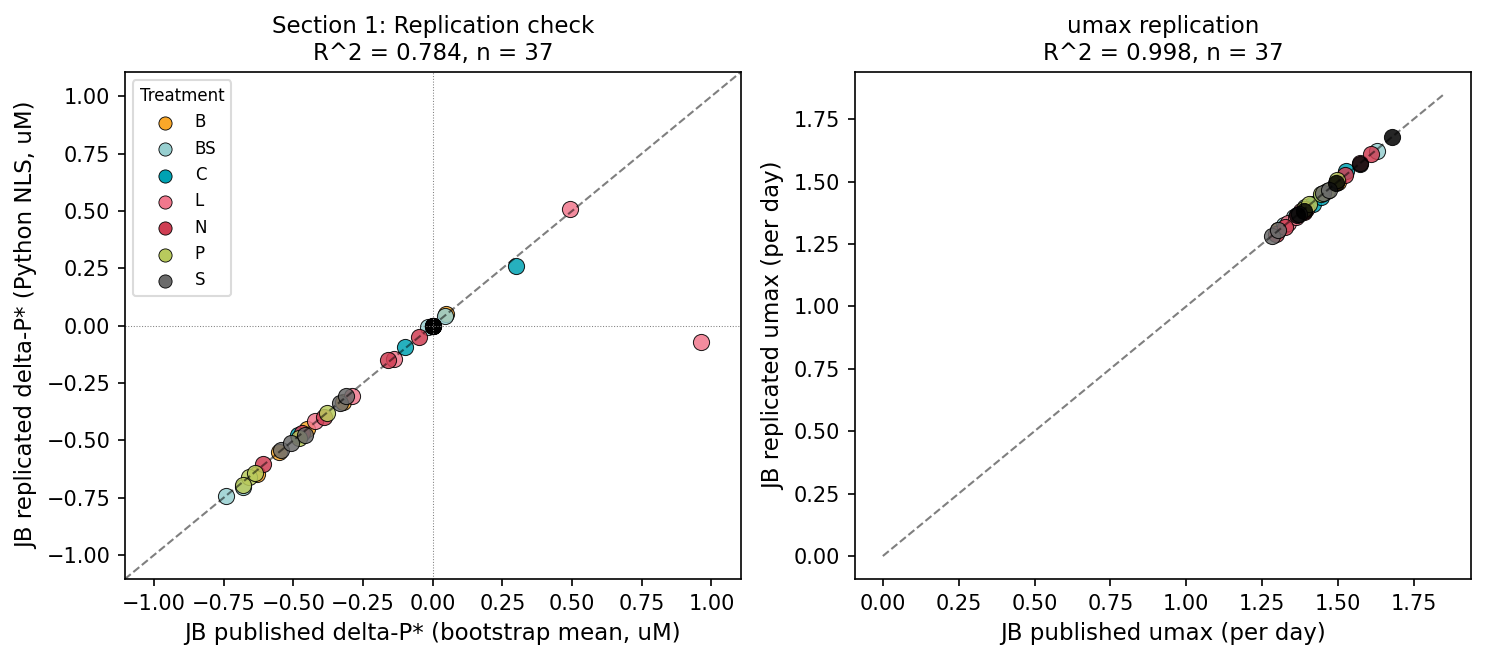 Section 1: Replication check
R^2 = 0.784, n = 37
JB replicated delta-P* (Python NLS, uM)
1.00
0.75
0.50
0.25
0.00
−0.25
−0.50
−0.75
−1.00
Treatment
B
BS
C
L
N
P
S
−1.00 −0.75 −0.50 −0.25 0.00 0.25 0.50 0.75 1.00
JB published delta-P* (bootstrap mean, uM)
umax replication
R^2 = 0.998, n = 37
JB replicated umax (per day)
1.75
1.50
1.25
1.00
0.75
0.50
0.25
0.00
0.00 0.25 0.50 0.75 1.00 1.25 1.50 1.75
JB published umax (per day)